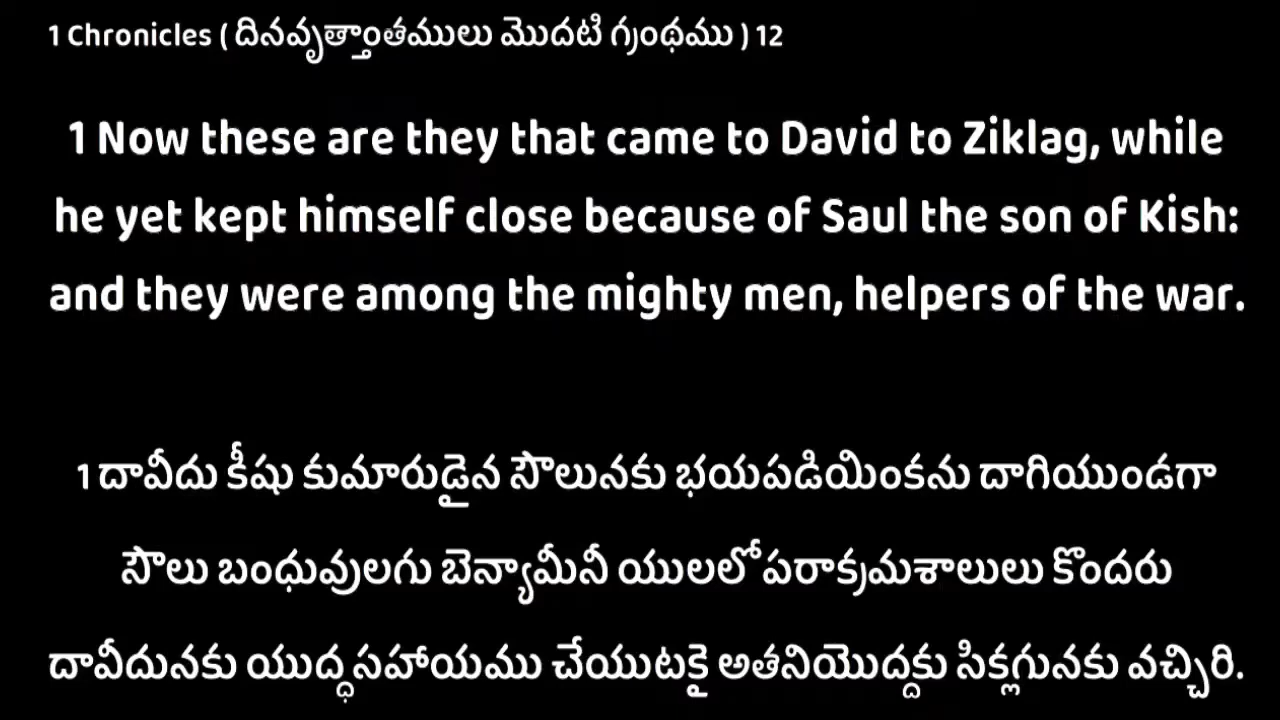 1 Chronicles ( దినవృత్తాంతములు మొదటి గ్రంథము ) 12
1 Now these are they that came to David to Ziklag, while
he yet kept himself close because of Saul the son of Kish:
and they were among the mighty men, helpers of the war.
1 దావీదు కీషు కుమారుడైన సౌలునకు భయపడియింకను దాగియుండగా
సౌలు బంధువులగు బెన్యామీనీ యులలోపరాక్రమశాలులు కొందరు
దావీదునకు యుద్ధసహాయము చేయుటకై అతనియొద్దకు సిక్లగునకు వచ్చిరి.